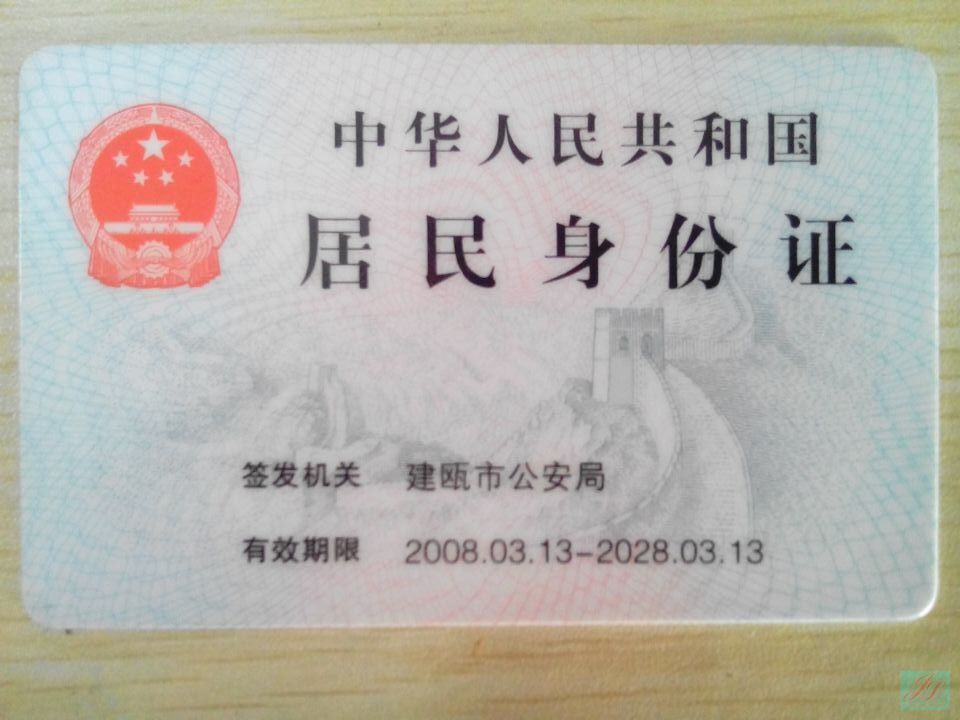 中华人民共和国
居民身份证
签发机关 建瓯市公安局
有效期限 2008.03.13-2028.03.13